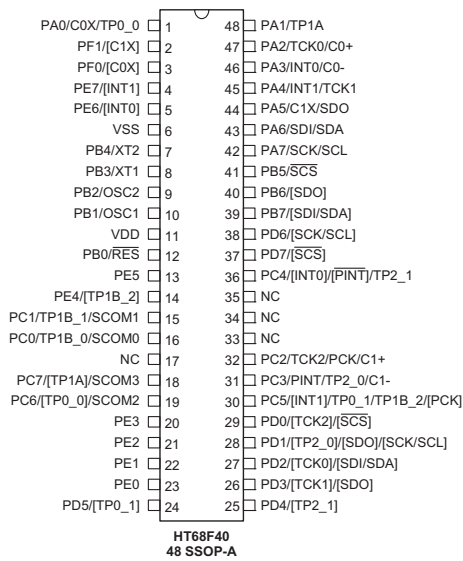 PA0/C0X/TP0_0 1 48 PA1/TP1A
PF1/[C1X] 2 47 PA2/TCK0/C0+
PF0/[C0X] 3 46 PA3/INT0/C0-
PE7/[INT1] 4 45 PA4/INT1/TCK1
PE6/[INT0] 5 44 PA5/C1X/SDO
VSS 6 43 PA6/SDI/SDA
PB4/XT2 7 42 PA7/SCK/SCL
PB3/XT1 8 41 PB5/SCS
PB2/OSC2 9 40 PB6/[SDO]
PB1/OSC1 10 39 PB7/[SDI/SDA]
VDD 11 38 PD6/[SCK/SCL]
PB0/RES 12 37 PD7/[SCS]
PE5 13 36 PC4/[INT0]/[PINT]/TP2_1
PE4/[TP1B_2] 14 35 NC
PC1/TP1B_1/SCOM1 15 34 NC
PC0/TP1B_0/SCOM0 16 33 NC
NC 17 32 PC2/TCK2/PCK/C1+
PC7/[TP1A]/SCOM3 18 31 PC3/PINT/TP2_0/C1-
PC6/[TP0_0]/SCOM2 19 30 PC5/[INT1]/TP0_1/TP1B_2/[PCK]
PE3 20 29 PD0/[TCK2]/[SCS]
PE2 21 28 PD1/[TP2_0]/[SDO]/[SCK/SCL]
PE1 22 27 PD2/[TCK0]/[SDI/SDA]
PE0 23 26 PD3/[TCK1]/[SDO]
PD5/[TP0_1] 24 25 PD4/[TP2_1]
HT68F40
48 SSOP-A